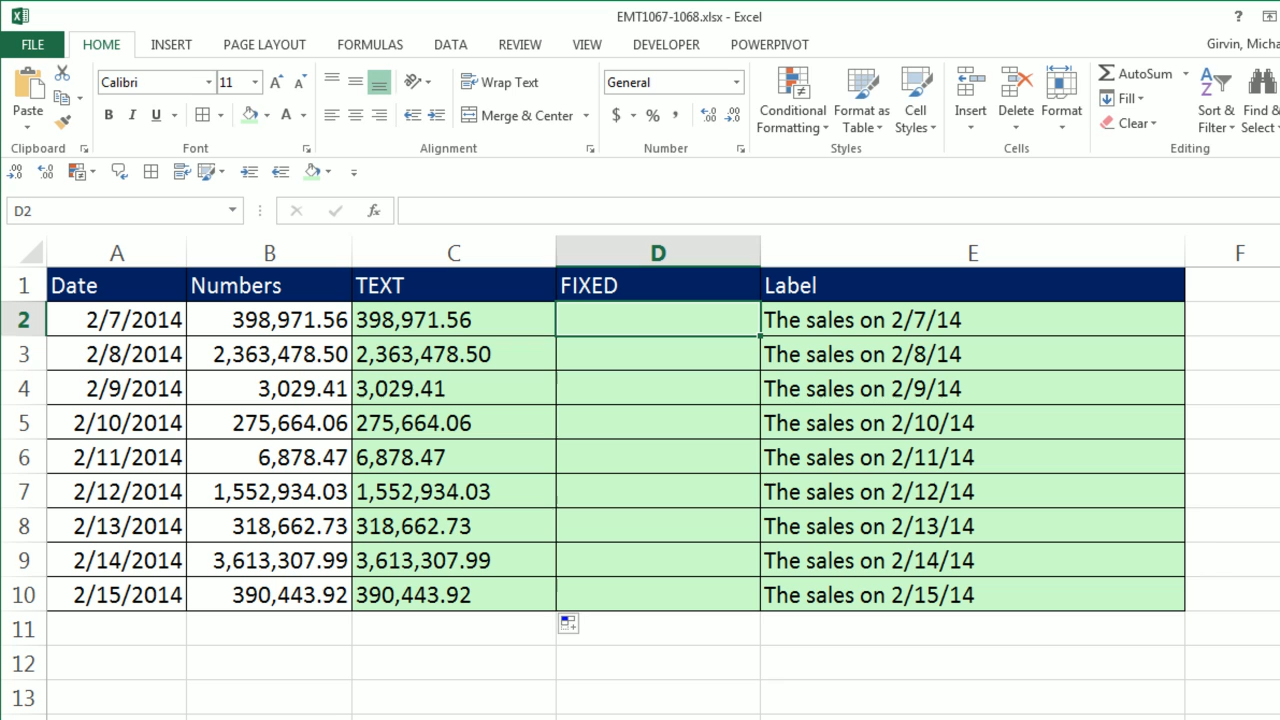 EMT1067-1068.xlsx - Excel
?
FILE HOME INSERT PAGE LAYOUT FORMULAS DATA REVIEW VIEW DEVELOPER POWERPIVOT Girvin, Micha
Calibri 11 Wrap Text General AutoSum
Paste Conditional Format as Cell Insert Delete Format Fill Sort & Find &
B I U A Merge & Center $ % , Formatting Table Styles Clear Filter Select
Clipboard Font Alignment Number Styles Cells Editing
D2 fx
A B C D E F
1 Date Numbers TEXT FIXED Label
2 2/7/2014 398,971.56 398,971.56 The sales on 2/7/14
3 2/8/2014 2,363,478.50 2,363,478.50 The sales on 2/8/14
4 2/9/2014 3,029.41 3,029.41 The sales on 2/9/14
5 2/10/2014 275,664.06 275,664.06 The sales on 2/10/14
6 2/11/2014 6,878.47 6,878.47 The sales on 2/11/14
7 2/12/2014 1,552,934.03 1,552,934.03 The sales on 2/12/14
8 2/13/2014 318,662.73 318,662.73 The sales on 2/13/14
9 2/14/2014 3,613,307.99 3,613,307.99 The sales on 2/14/14
10 2/15/2014 390,443.92 390,443.92 The sales on 2/15/14
11
12
13